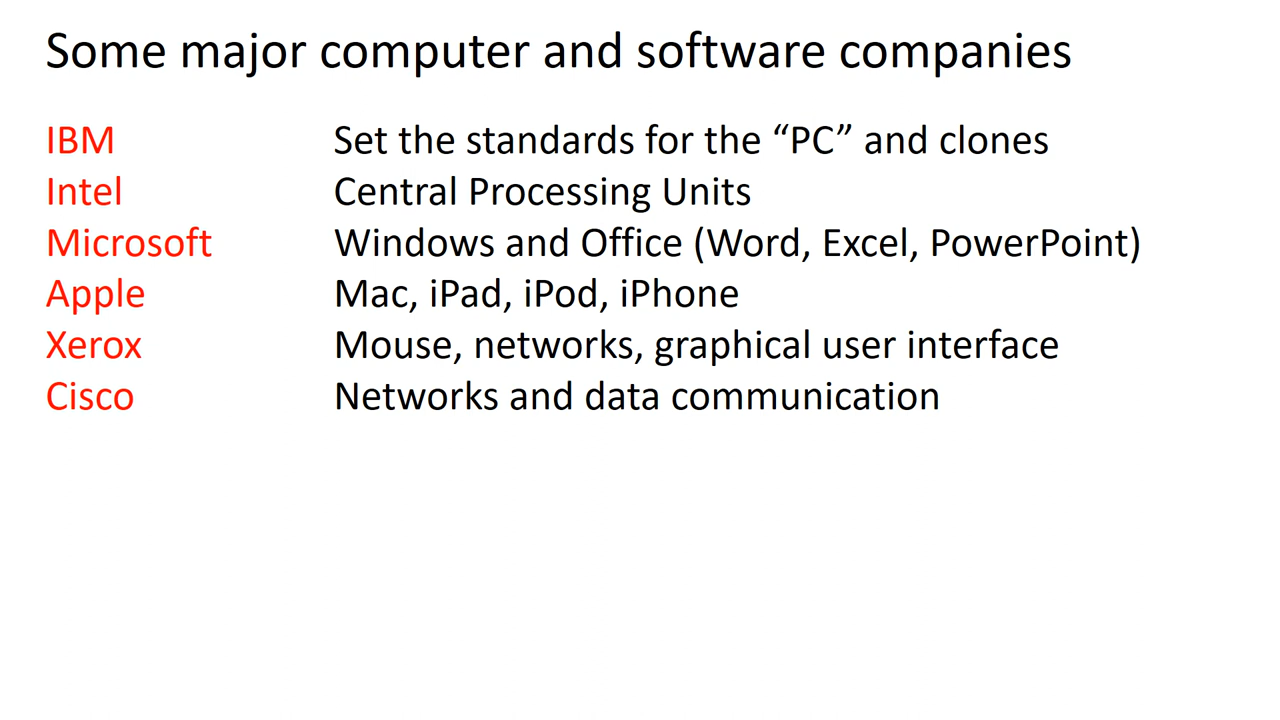 Some major computer and software companies
IBM Set the standards for the “PC” and clones
Intel Central Processing Units
Microsoft Windows and Office (Word, Excel, PowerPoint)
Apple Mac, iPad, iPod, iPhone
Xerox Mouse, networks, graphical user interface
Cisco Networks and data communication